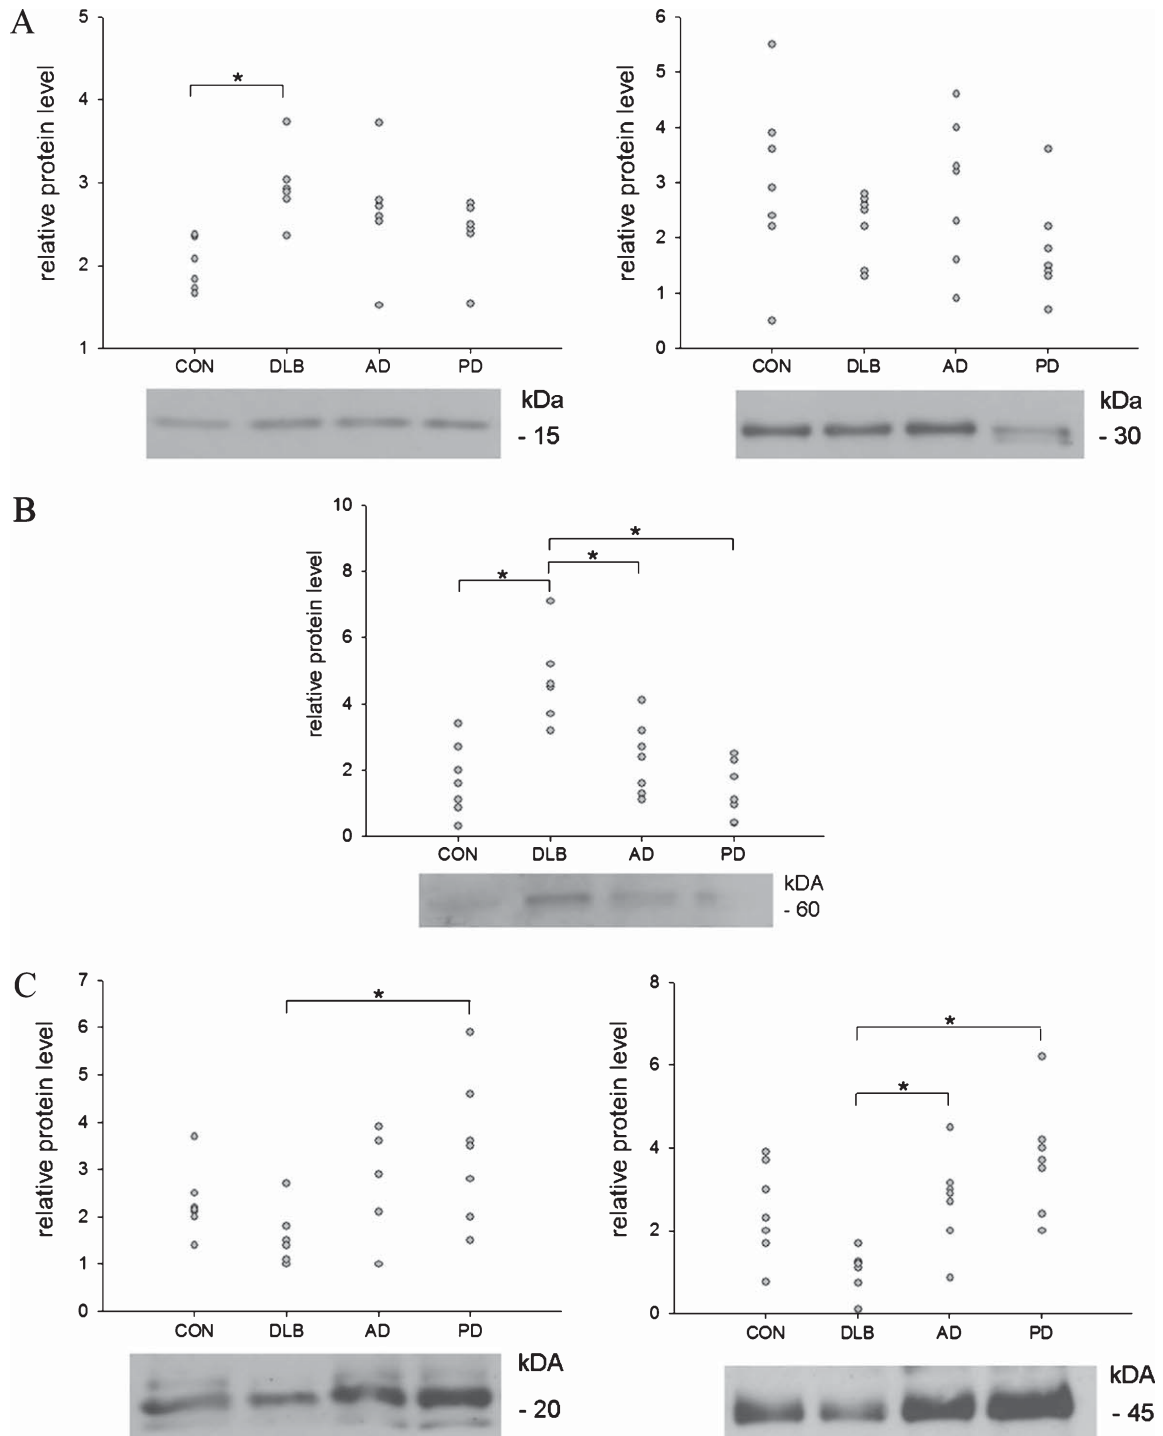 A
relative protein level
5
4
3
2
1
*
CON DLB AD PD
kDa
- 15
relative protein level
6
5
4
3
2
1
0
CON DLB AD PD
kDa
- 30
B
relative protein level
10
8
6
4
2
0
*
*
*
CON DLB AD PD
kDA
- 60
C
relative protein level
7
6
5
4
3
2
1
0
*
CON DLB AD PD
kDA
- 20
relative protein level
8
6
4
2
0
*
*
CON DLB AD PD
kDA
- 45